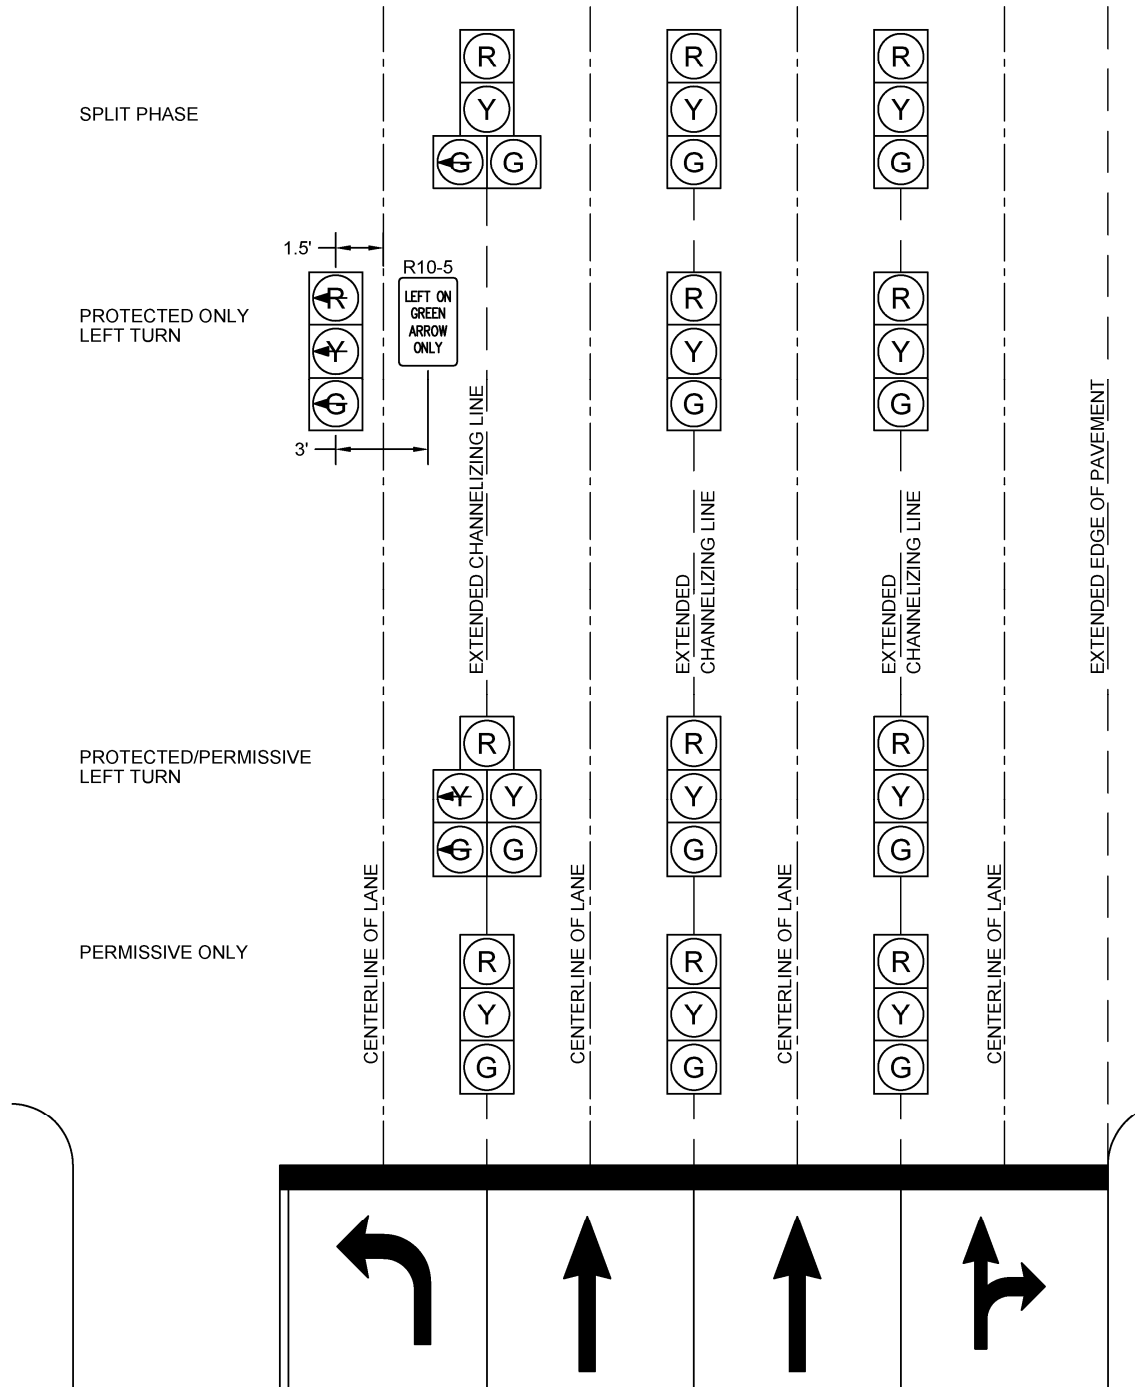 R
R
R
SPLIT PHASE
Y
Y
Y
G G
G
G
1.5'
R10-5
PROTECTED ONLY
LEFT TURN
R
Y
G
LEFT ON
GREEN
ARROW
ONLY
R
Y
G
R
Y
G
3'
EXTENDED CHANNELIZING LINE
EXTENDED
CHANNELIZING LINE
EXTENDED
CHANNELIZING LINE
EXTENDED EDGE OF PAVEMENT
PROTECTED/PERMISSIVE
LEFT TURN
R
Y Y
G G
R
Y
G
R
Y
G
CENTERLINE OF LANE
CENTERLINE OF LANE
CENTERLINE OF LANE
CENTERLINE OF LANE
PERMISSIVE ONLY
R
Y
G
R
Y
G
R
Y
G